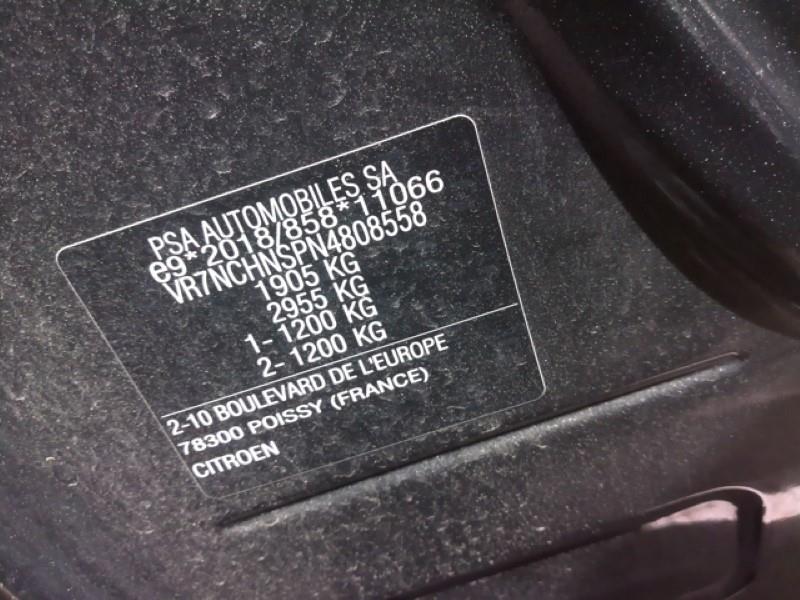 PSA AUTOMOBILES SA
e9*2018/858*11066
VR7NCHNSPN4808558
1905 KG
2955 KG
1- 1200 KG
2- 1200 KG
2-10 BOULEVARD DE L'EUROPE
78300 POISSY (FRANCE)
CITROEN